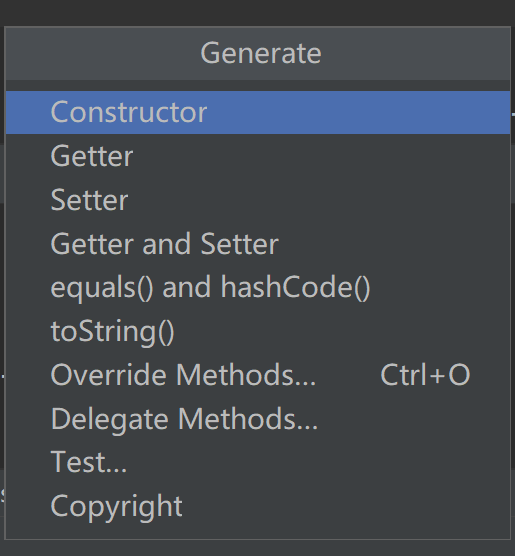 Generate
Constructor
Getter
Setter
Getter and Setter
equals() and hashCode()
toString()
Override Methods... Ctrl+O
Delegate Methods...
Test...
Copyright